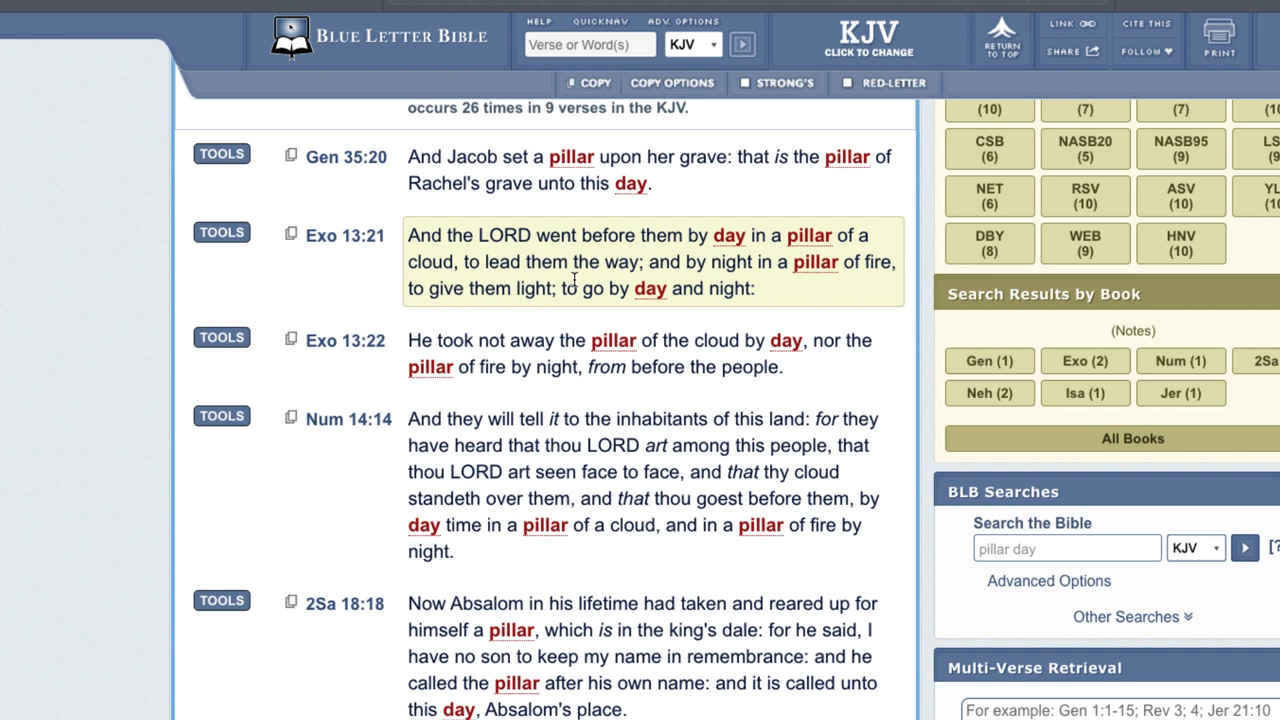 BLUE LETTER BIBLE
HELP QUICKNAV ADV. OPTIONS
Verse or Word(s) KJV
KJV
CLICK TO CHANGE
RETURN
TO TOP
LINK CITE THIS
SHARE FOLLOW
PRINT
COPY COPY OPTIONS STRONG'S RED-LETTER
occurs 26 times in 9 verses in the KJV.
TOOLS Gen 35:20 And Jacob set a pillar upon her grave: that is the pillar of
Rachel's grave unto this day.
TOOLS Exo 13:21 And the LORD went before them by day in a pillar of a
cloud, to lead them the way; and by night in a pillar of fire,
to give them light; to go by day and night:
TOOLS Exo 13:22 He took not away the pillar of the cloud by day, nor the
pillar of fire by night, from before the people.
TOOLS Num 14:14 And they will tell it to the inhabitants of this land: for they
have heard that thou LORD art among this people, that
thou LORD art seen face to face, and that thy cloud
standeth over them, and that thou goest before them, by
day time in a pillar of a cloud, and in a pillar of fire by
night.
TOOLS 2Sa 18:18 Now Absalom in his lifetime had taken and reared up for
himself a pillar, which is in the king's dale: for he said, I
have no son to keep my name in remembrance: and he
called the pillar after his own name: and it is called unto
this day, Absalom's place.
(10) (7) (7) (10
CSB NASB20 NASB95 LS
(6) (5) (9) (9
NET RSV ASV YL
(6) (10) (10) (10
DBY WEB HNV
(8) (9) (10)
Search Results by Book
(Notes)
Gen (1) Exo (2) Num (1) 2Sa
Neh (2) Isa (1) Jer (1)
All Books
BLB Searches
Search the Bible
pillar day KJV [?
Advanced Options
Other Searches
Multi-Verse Retrieval
For example: Gen 1:1-15; Rev 3; 4; Jer 21:10